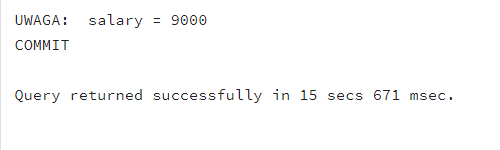 UWAGA:  salary = 9000
COMMIT
Query returned successfully in 15 secs 671 msec.